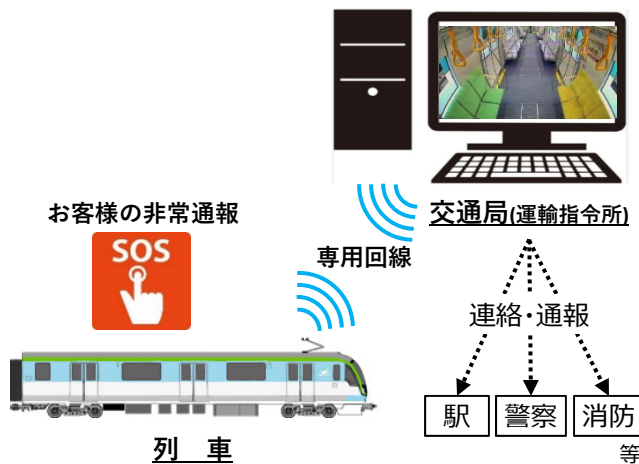 お客様の非常通報
SOS
専用回線
交通局(運輸指令所)
連絡・通報
駅
警察
消防
等
列　車